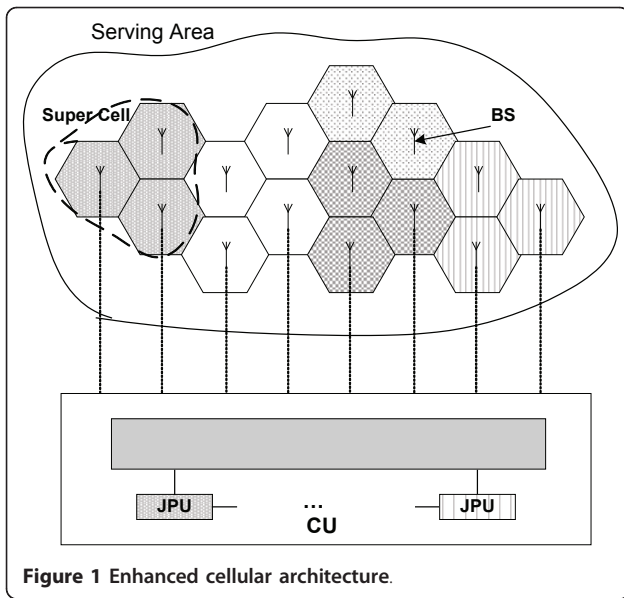 Serving Area
Super Cell
BS
JPU
...
JPU
CU
Figure 1 Enhanced cellular architecture.